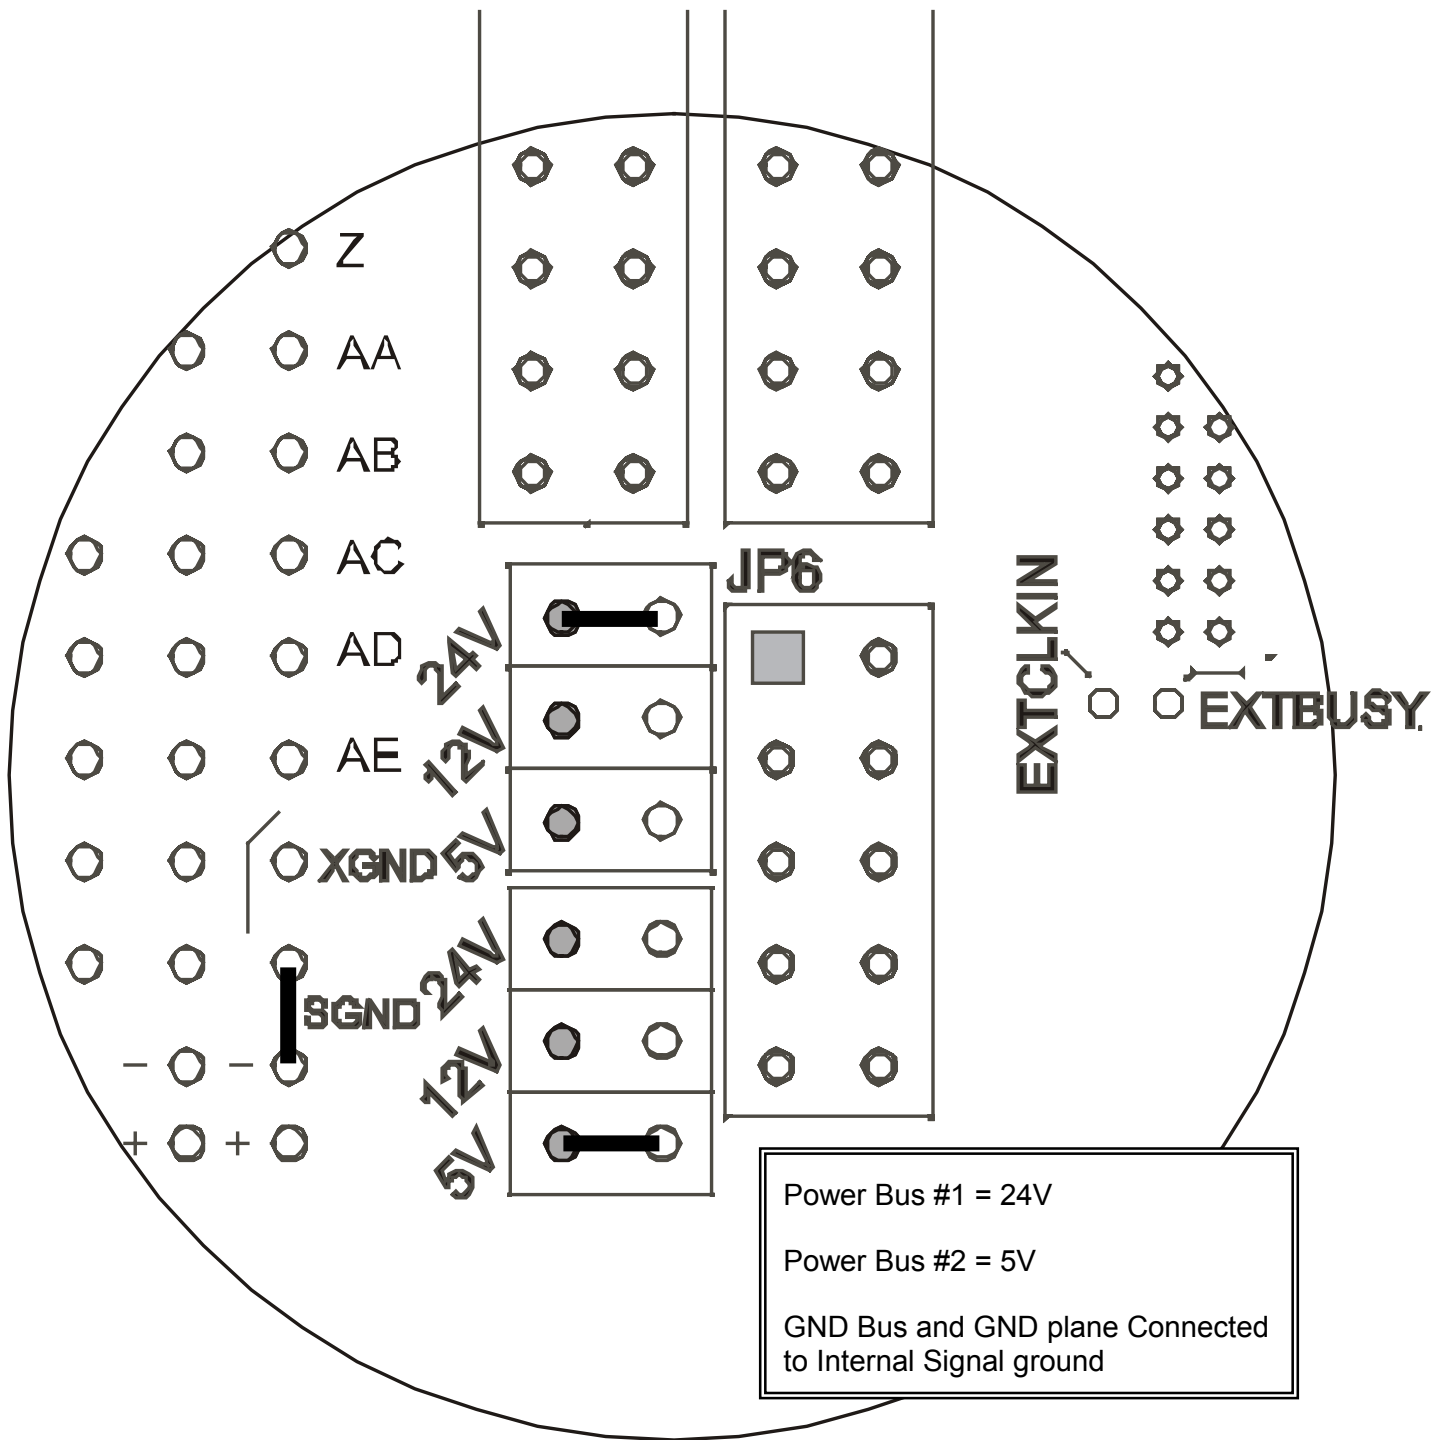 Z
AA
AB
AC
AD
AE
XGND
SGND
- -
+ +
24V
12V
5V
24V
12V
5V
JP6
EXTCLKIN
EXTBUSY
Power Bus #1 = 24V
Power Bus #2 = 5V
GND Bus and GND plane Connected
to Internal Signal ground